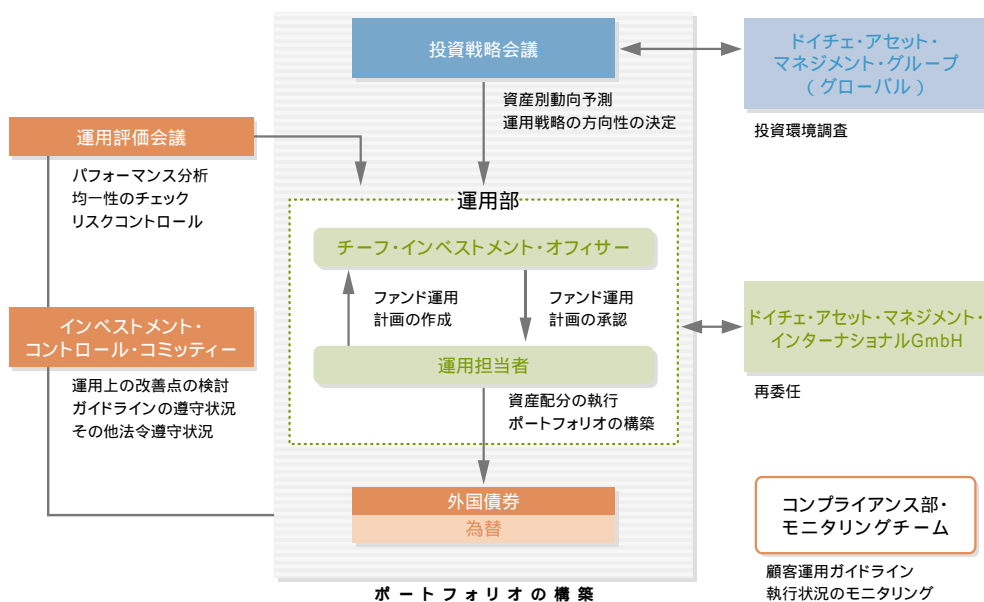 投資戦略会議
ドイチェ・アセット・
マネジメント・グループ
(グローバル)
投資環境調査
資産別動向予測
運用戦略の方向性の決定
運用評価会議
パフォーマンス分析
均一性のチェック
リスクコントロール
運用部
チーフ・インベストメント・オフィサー
ファンド運用
計画の作成
ファンド運用
計画の承認
運用担当者
資産配分の執行
ポートフォリオの構築
インベストメント・
コントロール・コミッティー
運用上の改善点の検討
ガイドラインの遵守状況
その他法令遵守状況
ドイチェ・アセット・マネジメント・
インターナショナルGmbH
再委任
外国債券
為替
ポートフォリオの構築
コンプライアンス部・
モニタリングチーム
顧客運用ガイドライン
執行状況のモニタリング